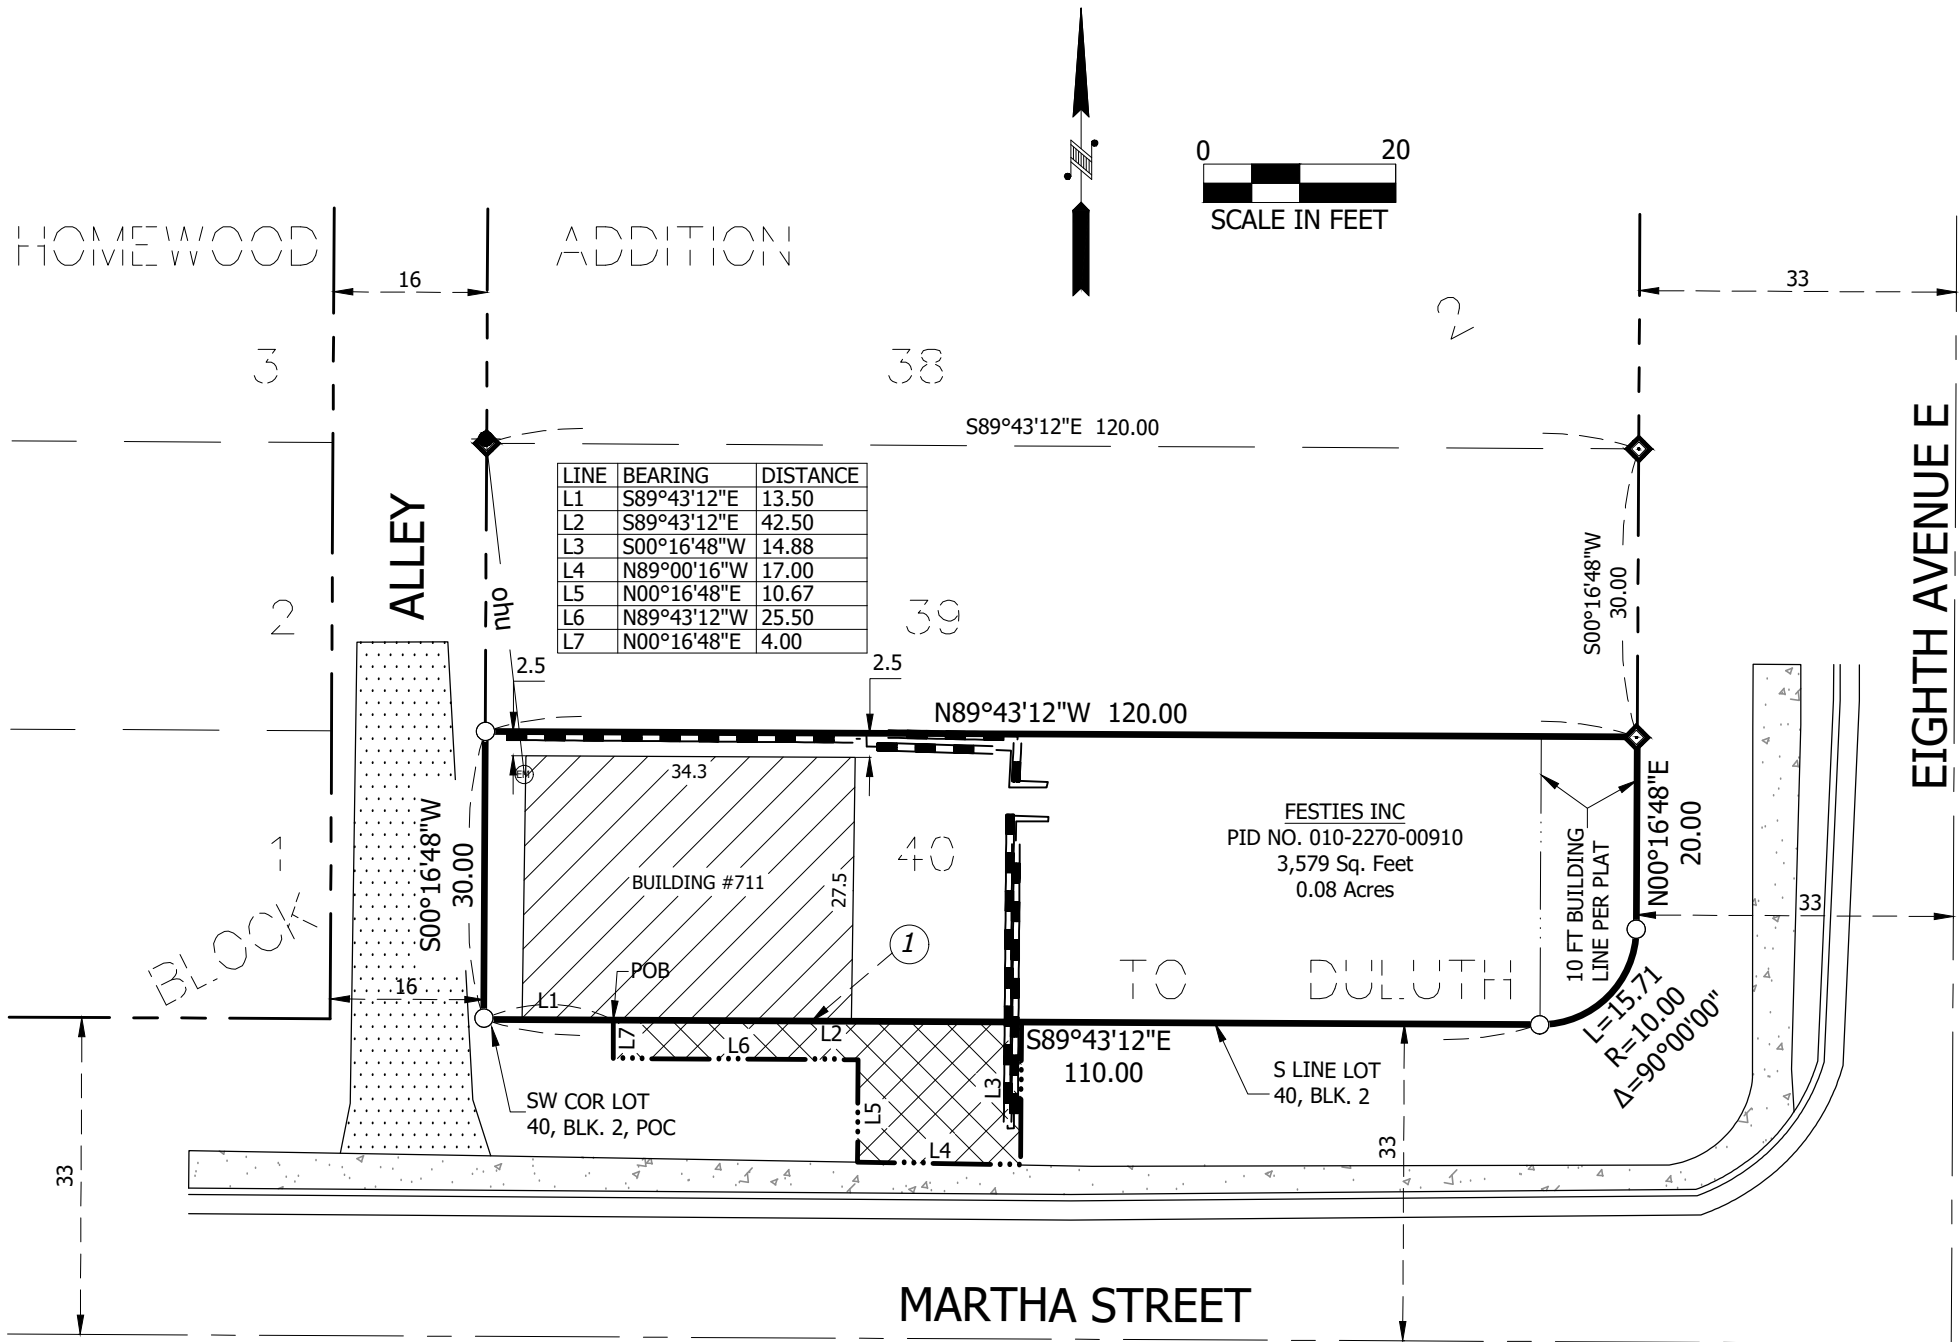 0 20
SCALE IN FEET
HOMEWOOD ADDITION
16
33
3
38
2
S89°43'12"E 120.00
LINE BEARING DISTANCE
L1 S89°43'12"E 13.50
L2 S89°43'12"E 42.50
L3 S00°16'48"W 14.88
L4 N89°00'16"W 17.00
L5 N00°16'48"E 10.67
L6 N89°43'12"W 25.50
L7 N00°16'48"E 4.00
ALLEY
ohu
2
39
S00°16'48"W
30.00
EIGHTH AVENUE E
2.5
2.5
N89°43'12"W 120.00
EM
34.3
BUILDING #711
27.5
40
1
S00°16'48"W
30.00
1
BLOCK
FESTIES INC
PID NO. 010-2270-00910
3,579 Sq. Feet
0.08 Acres
10 FT BUILDING
LINE PER PLAT
N00°16'48"E
20.00
33
16
POB
L1
TO DULUTH
L=15.71
R=10.00
Δ=90°00'00"
L7
L6
L2
L3
L5
L4
S89°43'12"E
110.00
S LINE LOT
40, BLK. 2
SW COR LOT
40, BLK. 2, POC
33
33
MARTHA STREET